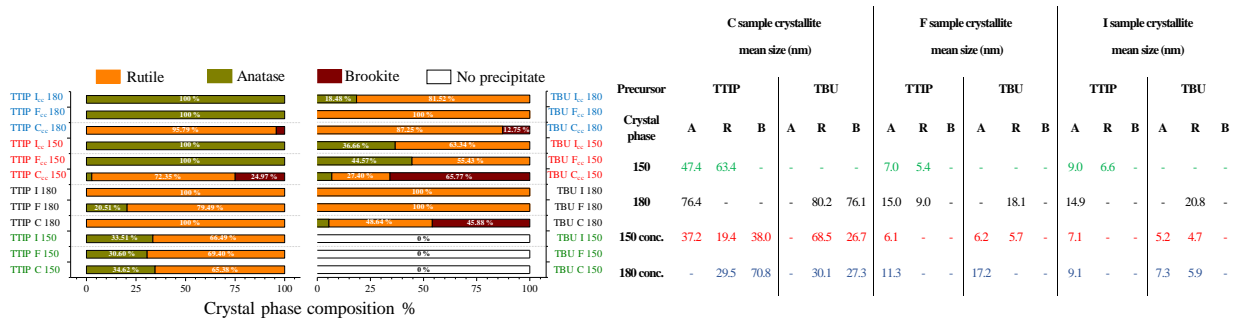 Rutile Anatase Brookite No precipitate
TTIP Icc 180 100 % 18.48 % 81.52 % TBU Icc 180
TTIP Fcc 180 100 % 100 % TBU Fcc 180
TTIP Ccc 180 95.79 % 87.25 % 12.75 % TBU Ccc 180
TTIP Icc 150 100 % 36.66 % 63.34 % TBU Icc 150
TTIP Fcc 150 100 % 44.57% 55.43 % TBU Fcc 150
TTIP Ccc 150 72.35 % 24.97 % 27.40 % 65.77 % TBU Ccc 150
TTIP I 180 100 % 100 % TBU I 180
TTIP F 180 20.51 % 79.49 % 100 % TBU F 180
TTIP C 180 100 % 48.64 % 45.88 % TBU C 180
TTIP I 150 33.51 % 66.49 % 0 % TBU I 150
TTIP F 150 30.60 % 69.40 % 0 % TBU F 150
TTIP C 150 34.62 % 65.38 % 0 % TBU C 150
0 25 50 75 100 0 25 50 75 100
Crystal phase composition %
C sample crystallite F sample crystallite I sample crystallite
mean size (nm) mean size (nm) mean size (nm)
Precursor TTIP TBU TTIP TBU TTIP TBU
Crystal
phase A R B A R B A R B A R B A R B A R B
150 47.4 63.4 - - - - 7.0 5.4 - - - - 9.0 6.6 - - - -
180 76.4 - - - 80.2 76.1 15.0 9.0 - - 18.1 - 14.9 - - - 20.8 -
150 conc. 37.2 19.4 38.0 - 68.5 26.7 6.1 - - 6.2 5.7 - 7.1 - - 5.2 4.7 -
180 conc. - 29.5 70.8 - 30.1 27.3 11.3 - - 17.2 - - 9.1 - - 7.3 5.9 -